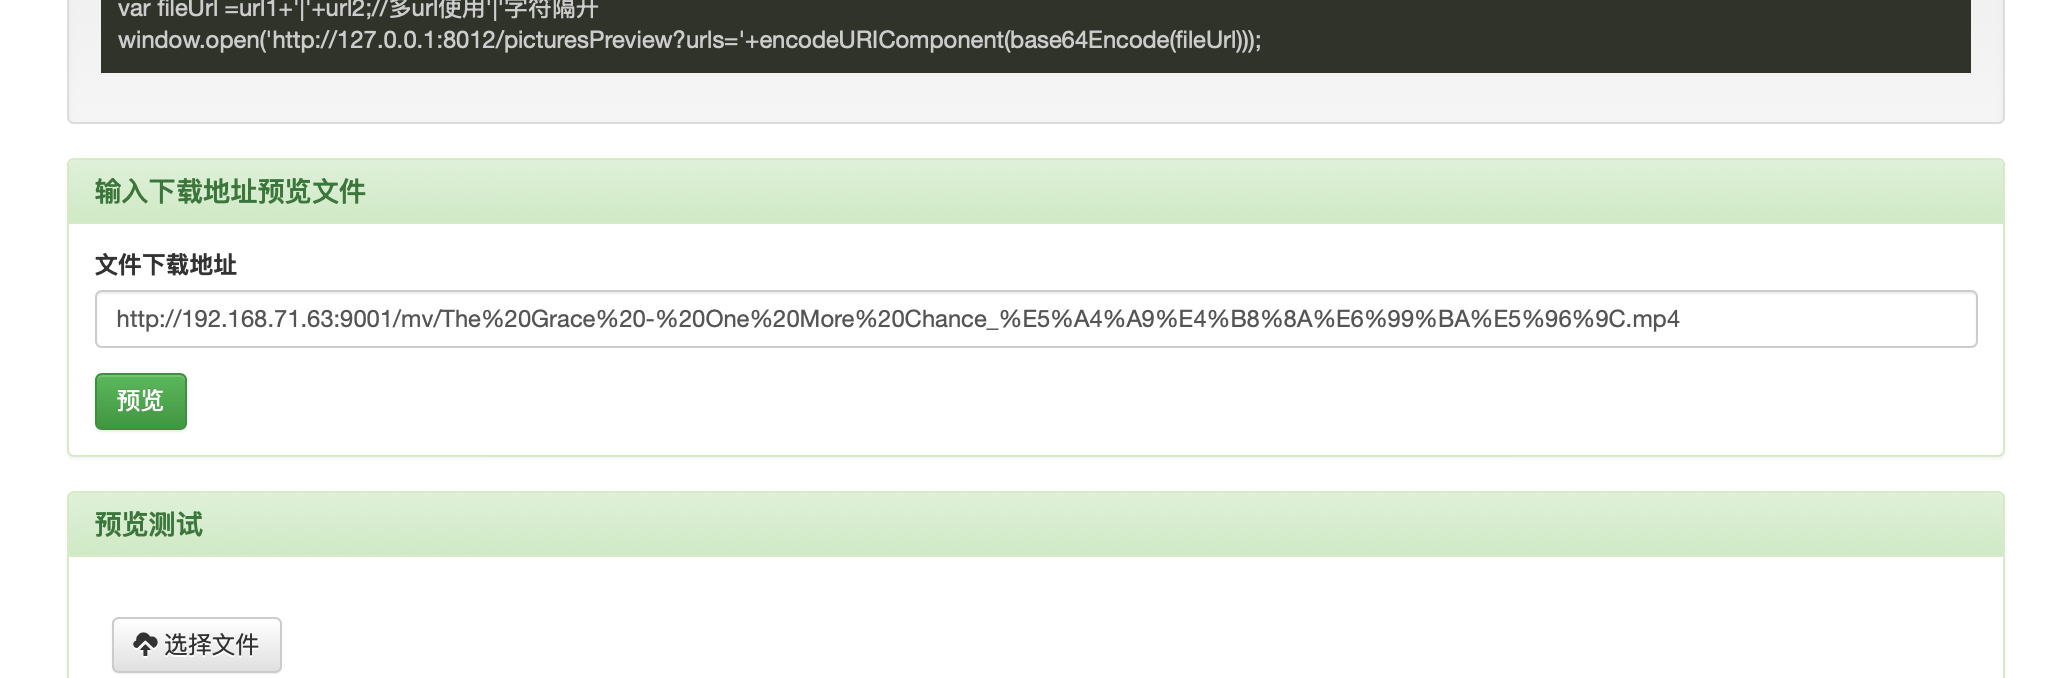 var fileUrl =url1+'|'+url2;//多url使用'|'字符隔开
window.open('http://127.0.0.1:8012/picturesPreview?urls='+encodeURIComponent(base64Encode(fileUrl)));
输入下载地址预览文件
文件下载地址
http://192.168.71.63:9001/mv/The%20Grace%20-%20One%20More%20Chance_%E5%A4%A9%E4%B8%8A%E6%99%BA%E5%96%9C.mp4
预览
预览测试
选择文件